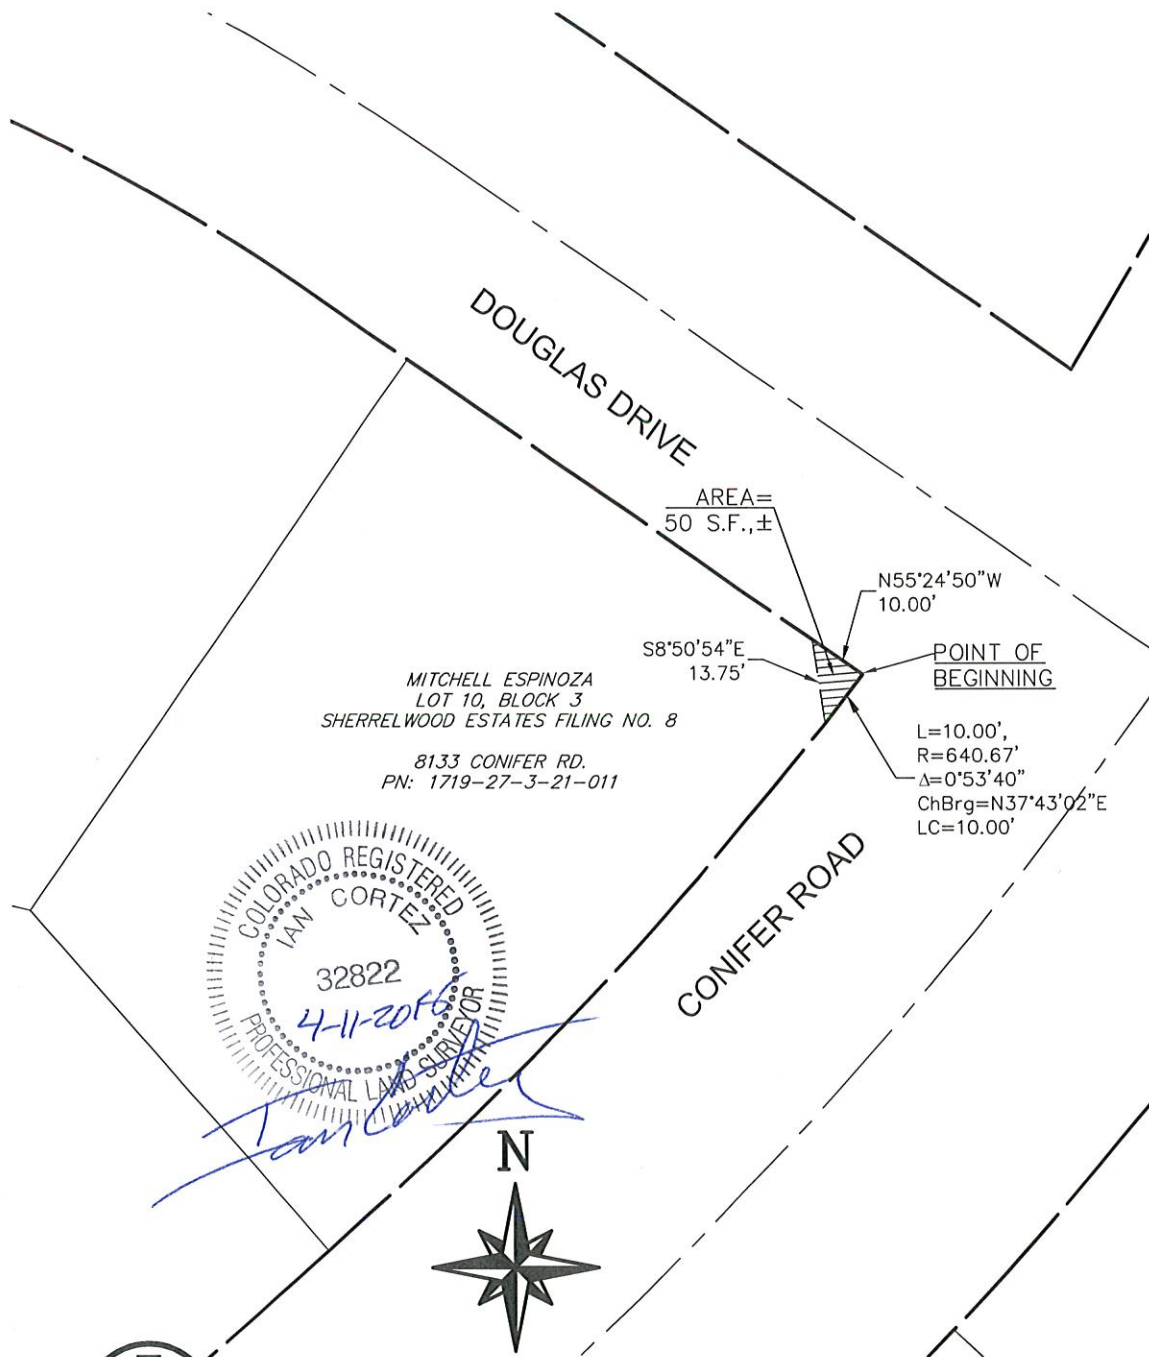 DOUGLAS DRIVE
AREA=
50 S.F.,±
N55°24'50"W
10.00'
S8°50'54"E
13.75'
POINT OF
BEGINNING
MITCHELL ESPINOZA
LOT 10, BLOCK 3
SHERRELWOOD ESTATES FILING NO. 8
8133 CONIFER RD.
PN: 1719-27-3-21-011
L=10.00',
R=640.67'
Δ=0°53'40"
ChBrg=N37°43'02"E
LC=10.00'
CONIFER ROAD
COLORADO REGISTERED
IAN CORTEZ
32822
4-11-2016
PROFESSIONAL LAND SURVEYOR
Ian Cortez
N